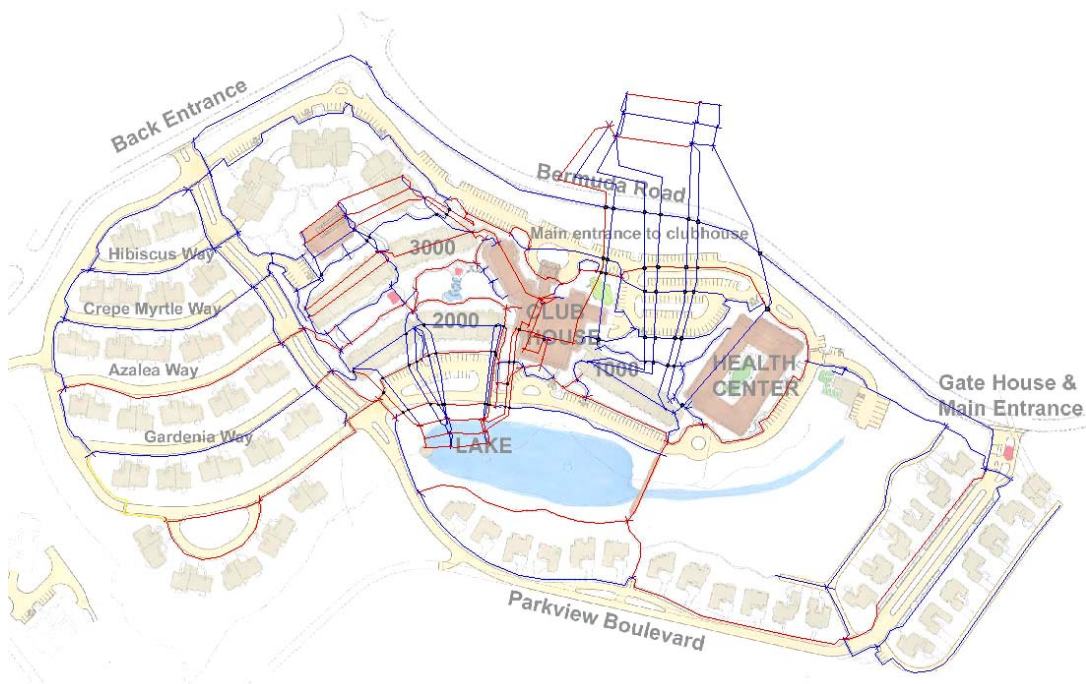 Back Entrance
Bermuda Road
Main entrance to clubhouse
Hibiscus Way
3000
Crepe Myrtle Way
2000
CLUB
HOUSE
Azalea Way
1000
HEALTH
CENTER
Gate House &
Main Entrance
Gardenia Way
LAKE
Parkview Boulevard